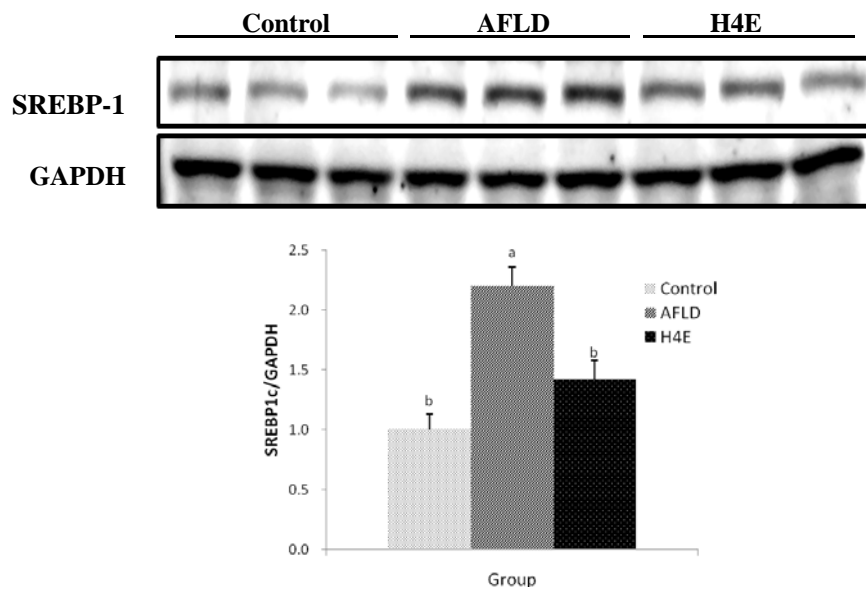 Control AFLD H4E
SREBP-1
GAPDH
2.5
2.0
1.5
1.0
0.5
0.0
SREBP1c/GAPDH
b
a
b
Control
AFLD
H4E
Group